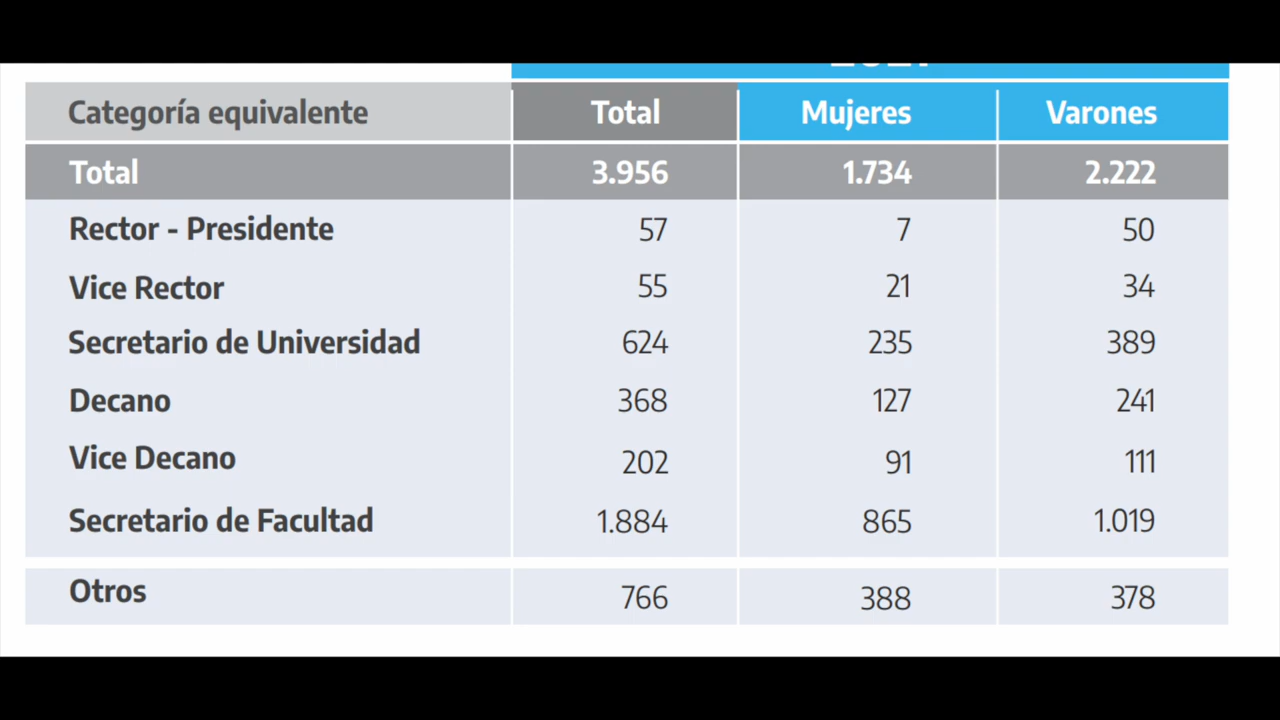 Categoría equivalente Total Mujeres Varones
Total 3.956 1.734 2.222
Rector - Presidente 57 7 50
Vice Rector 55 21 34
Secretario de Universidad 624 235 389
Decano 368 127 241
Vice Decano 202 91 111
Secretario de Facultad 1.884 865 1.019
Otros 766 388 378